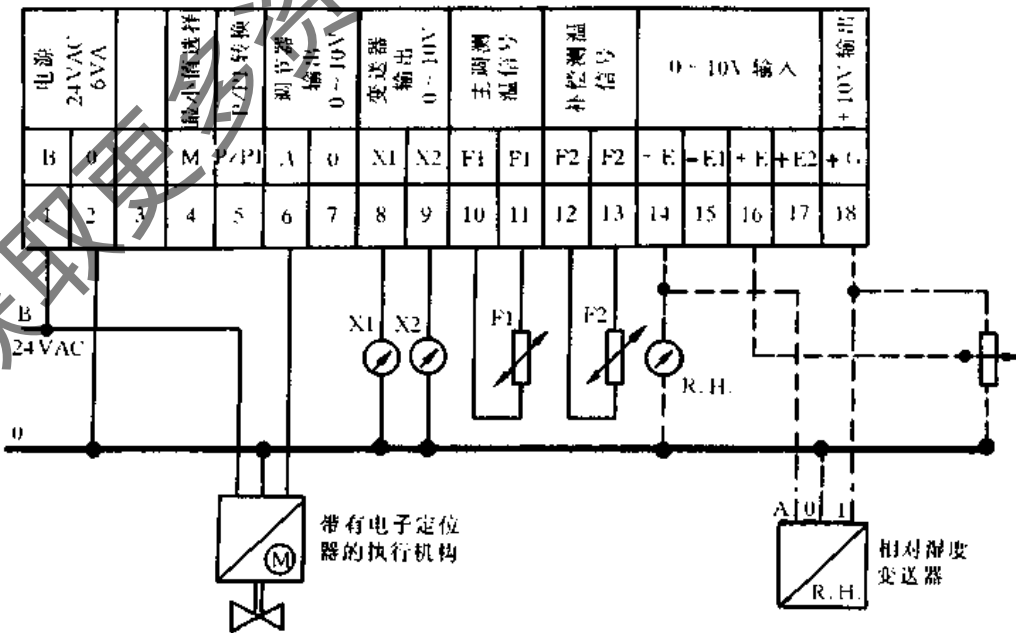 电源
24VAC
6VA
最小值选择
P/PI转换
调节器
输出
0~10V
变送器
输出
0~10V
主调测
温信号
补偿测温
信号
0~10V 输入
+10V 输出
B 0 M P/PI A 0 X1 X2 F1 F1 F2 F2 -E -E1 +E +E2 +G
1 2 3 4 5 6 7 8 9 10 11 12 13 14 15 16 17 18
B
24VAC
X1 X2 F1 F2
R.H.
0
A 0 1
带有电子定位
器的执行机构
M
相对湿度
变送器
R.H.
取更多资